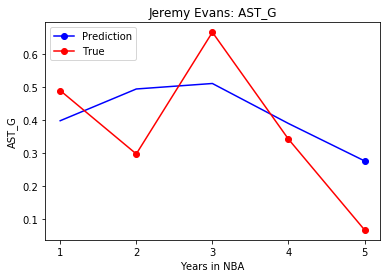 Jeremy Evans: AST_G
Prediction
True
AST_G
0.6
0.5
0.4
0.3
0.2
0.1
1 2 3 4 5
Years in NBA